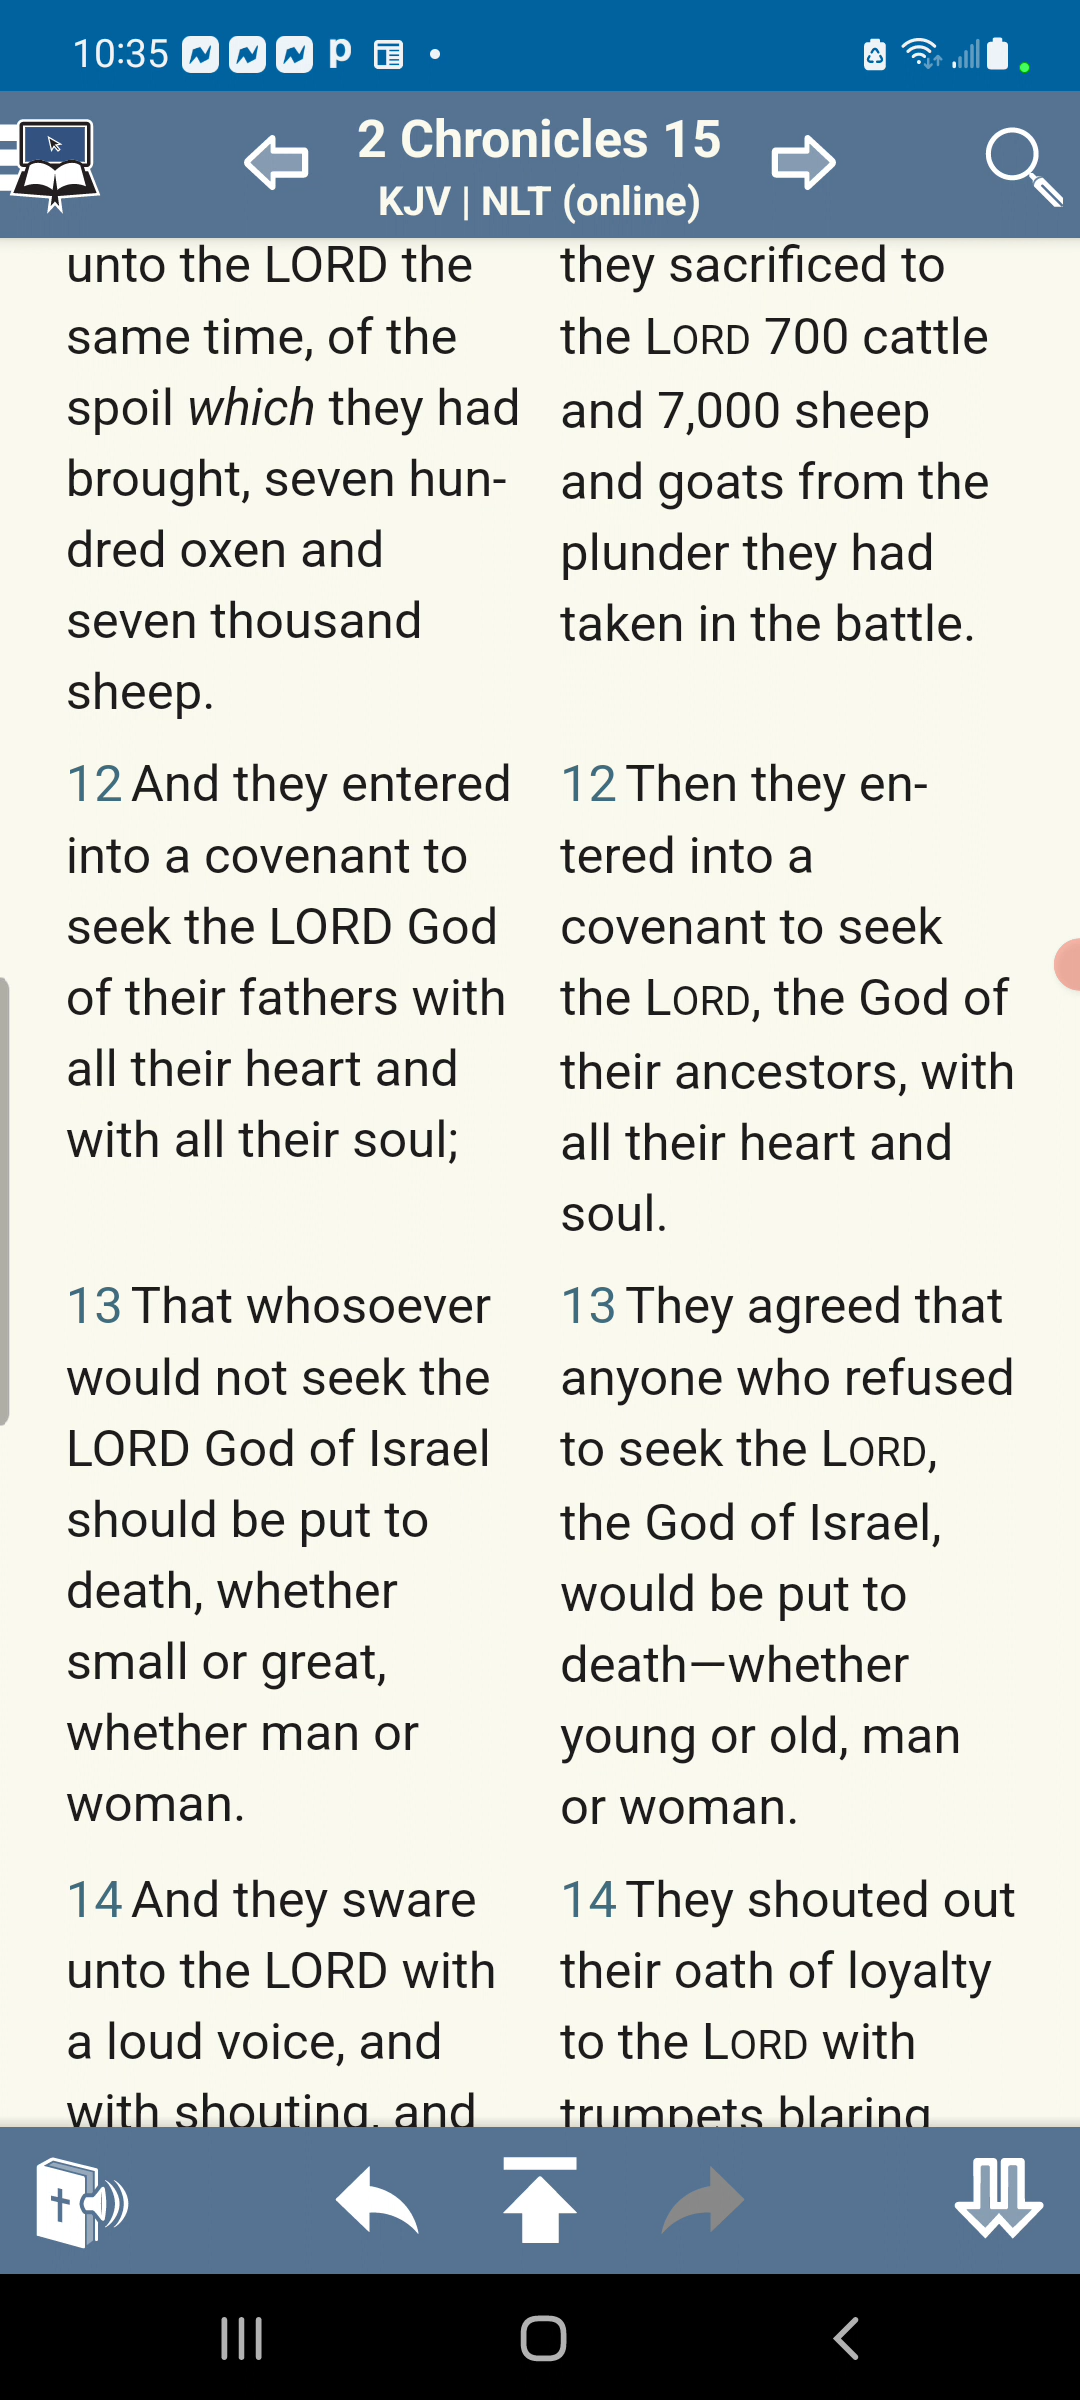 10:35
2 Chronicles 15
KJV | NLT (online)
unto the LORD the
same time, of the
spoil which they had
brought, seven hun-
dred oxen and
seven thousand
sheep.
12 And they entered
into a covenant to
seek the LORD God
of their fathers with
all their heart and
with all their soul;
13 That whosoever
would not seek the
LORD God of Israel
should be put to
death, whether
small or great,
whether man or
woman.
14 And they sware
unto the LORD with
a loud voice, and
with shouting, and
they sacrificed to
the LORD 700 cattle
and 7,000 sheep
and goats from the
plunder they had
taken in the battle.
12 Then they en-
tered into a
covenant to seek
the LORD, the God of
their ancestors, with
all their heart and
soul.
13 They agreed that
anyone who refused
to seek the LORD,
the God of Israel,
would be put to
death—whether
young or old, man
or woman.
14 They shouted out
their oath of loyalty
to the LORD with
trumpets blaring